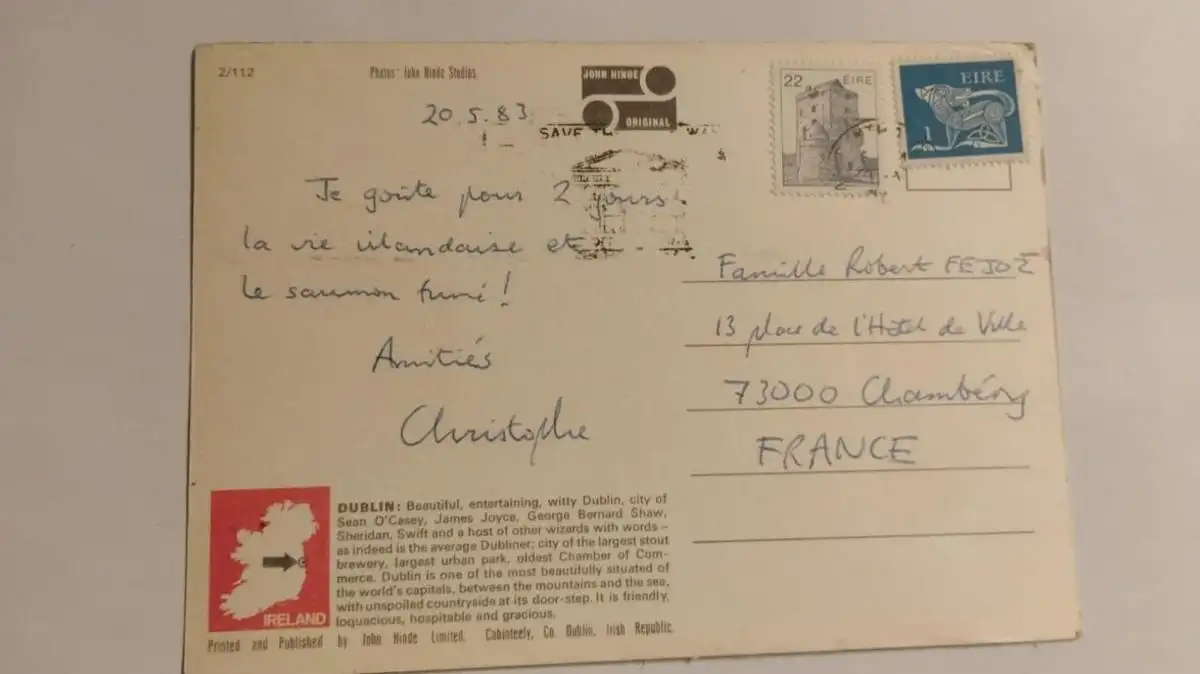 2/112
Photos: John Hinde Studios.
JOHN HINDE
ORIGINAL
22 ÉIRE
EIRE
1
20.5.83
SAVE
Je goûte pour 2 jours
la vie irlandaise et
le saumon fumé !
Amitiés
Christophe
Famille Robert FEJOZ
13 place de l'Hôtel de Ville
73000 Chambéry
FRANCE
IRELAND
DUBLIN: Beautiful, entertaining, witty Dublin, city of
Sean O'Casey, James Joyce, George Bernard Shaw,
Sheridan, Swift and a host of other wizards with words –
as indeed is the average Dubliner; city of the largest stout
brewery, largest urban park, oldest Chamber of Com-
merce. Dublin is one of the most beautifully situated of
the world's capitals, between the mountains and the sea,
with unspoiled countryside at its door-step. It is friendly,
loquacious, hospitable and gracious.
Printed and Published by John Hinde Limited, Cabinteely, Co. Dublin, Irish Republic.